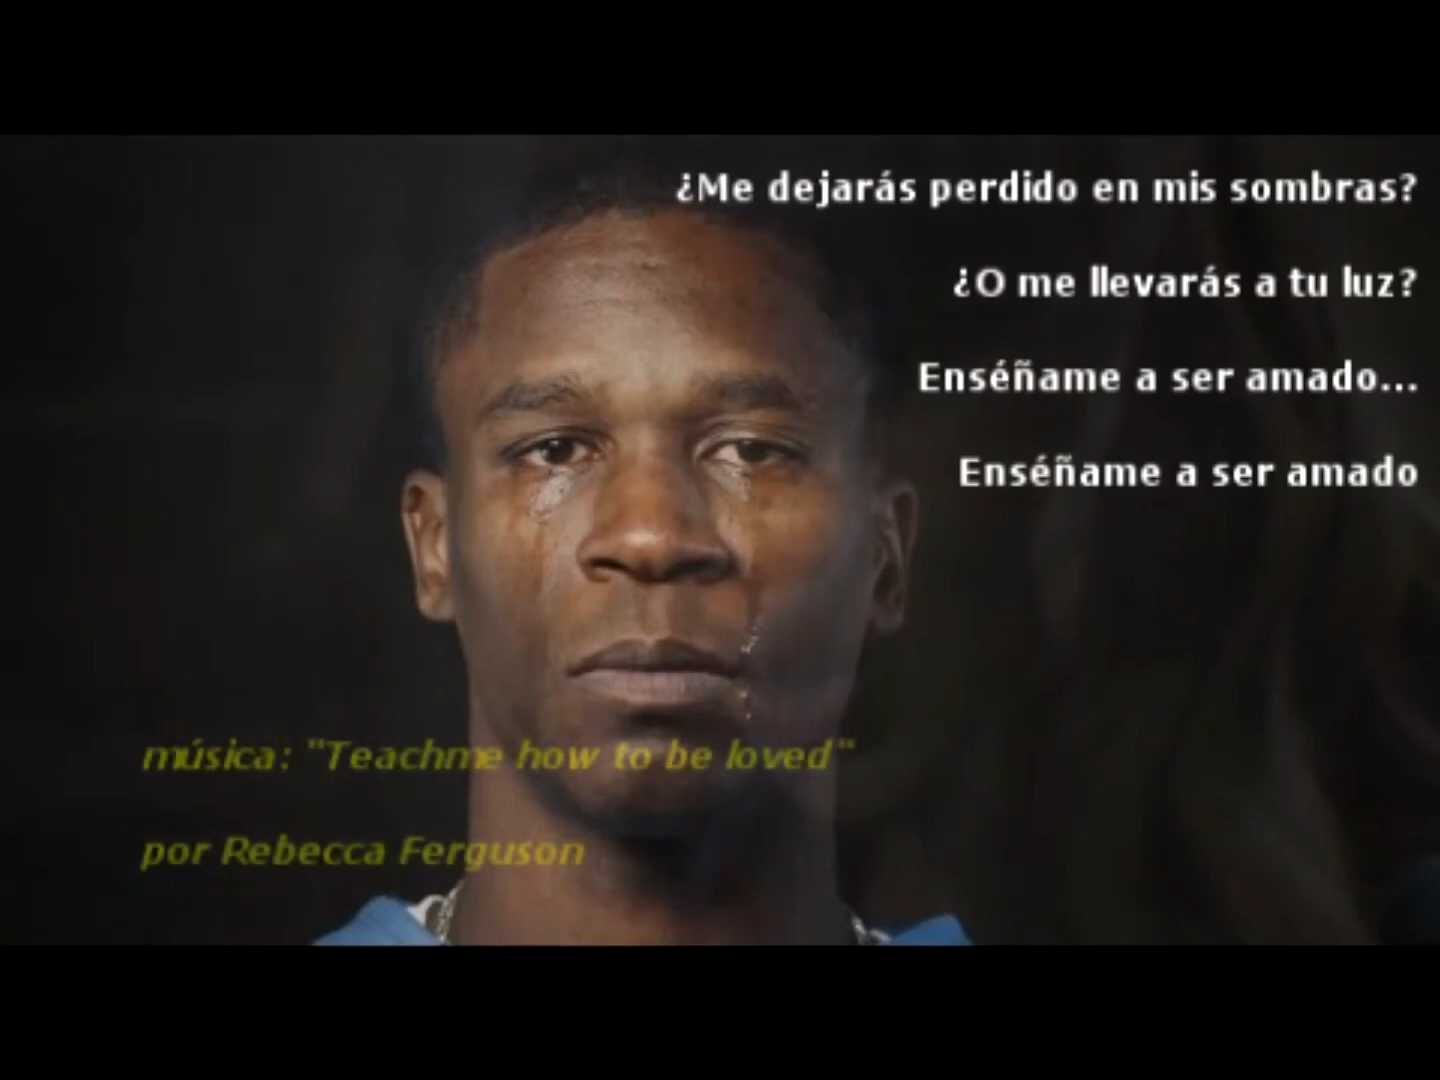 ¿Me dejarás perdido en mis sombras?
¿O me llevarás a tu luz?
Enséñame a ser amado...
Enséñame a ser amado
música: "Teachme how to be loved"
por Rebecca Ferguson